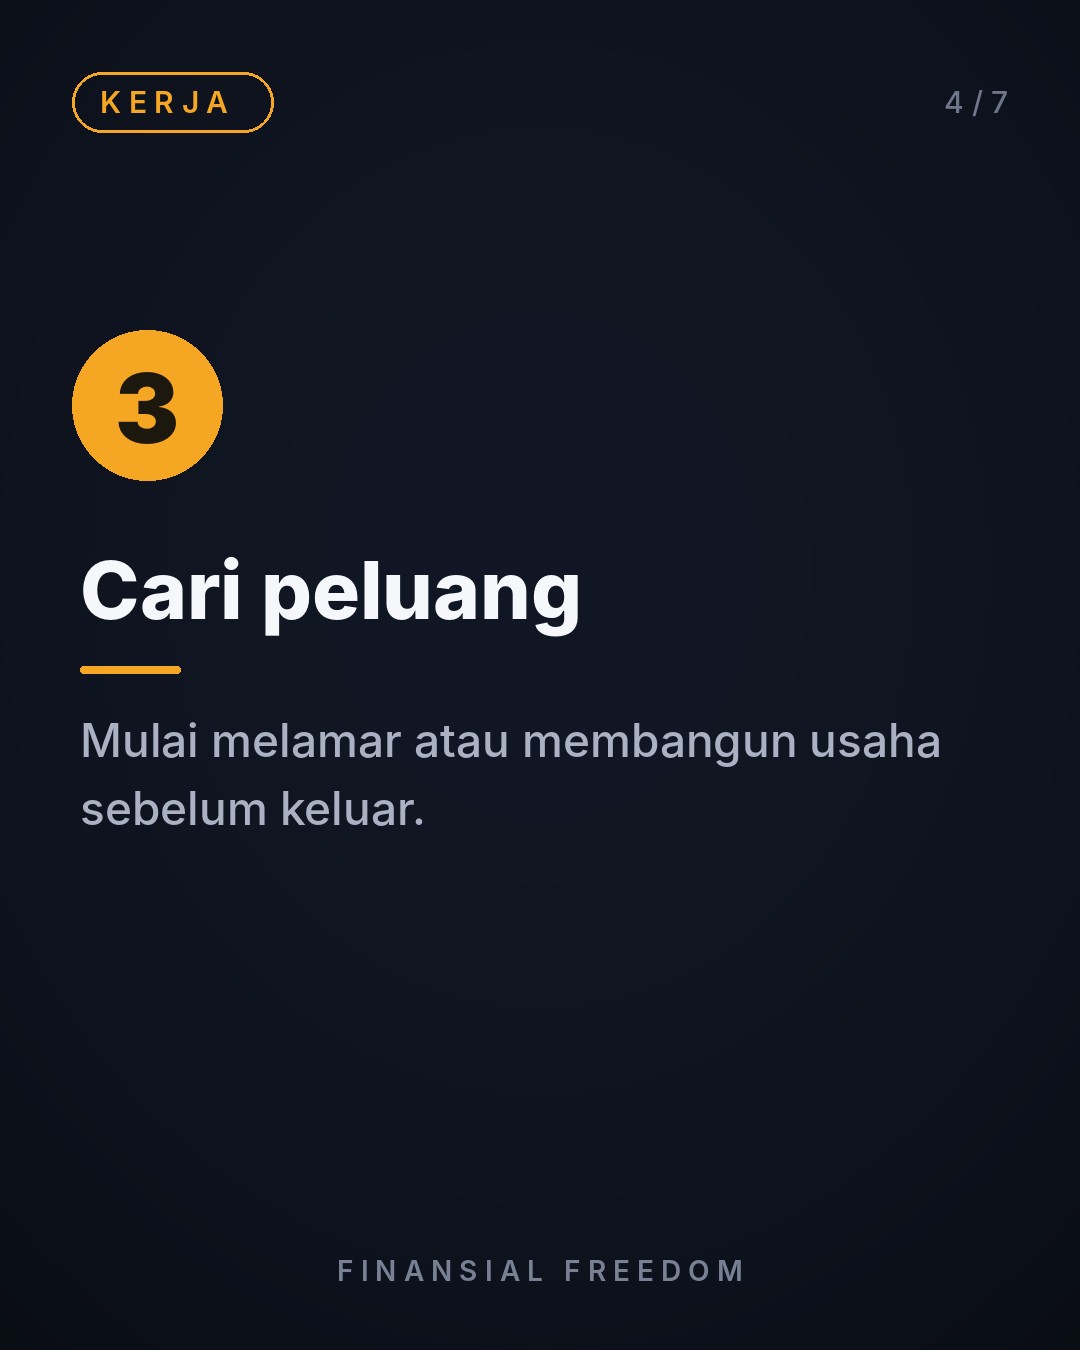 KERJA
4/7
3
Cari peluang
Mulai melamar atau membangun usaha
sebelum keluar.
FINANSIAL FREEDOM